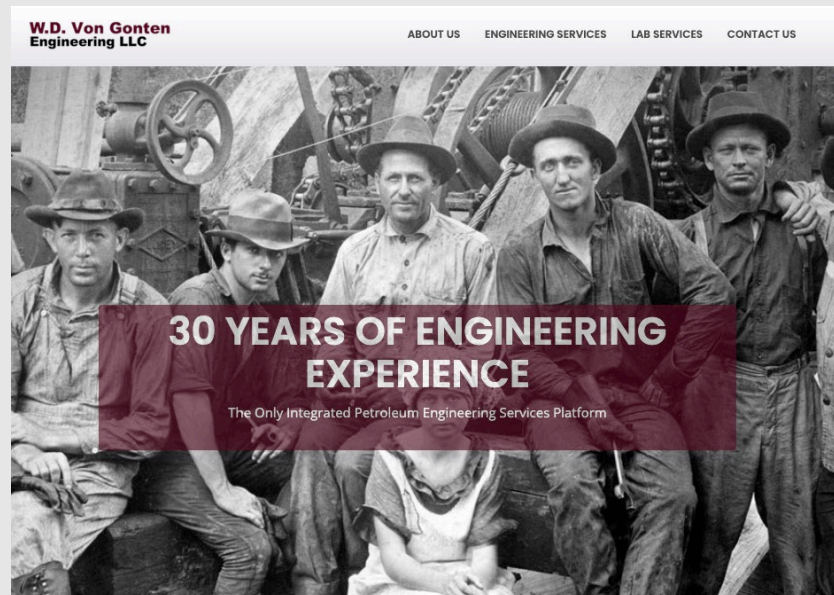 W.D. Von Gonten
Engineering LLC
ABOUT US ENGINEERING SERVICES LAB SERVICES CONTACT US
30 YEARS OF ENGINEERING
EXPERIENCE
The Only Integrated Petroleum Engineering Services Platform